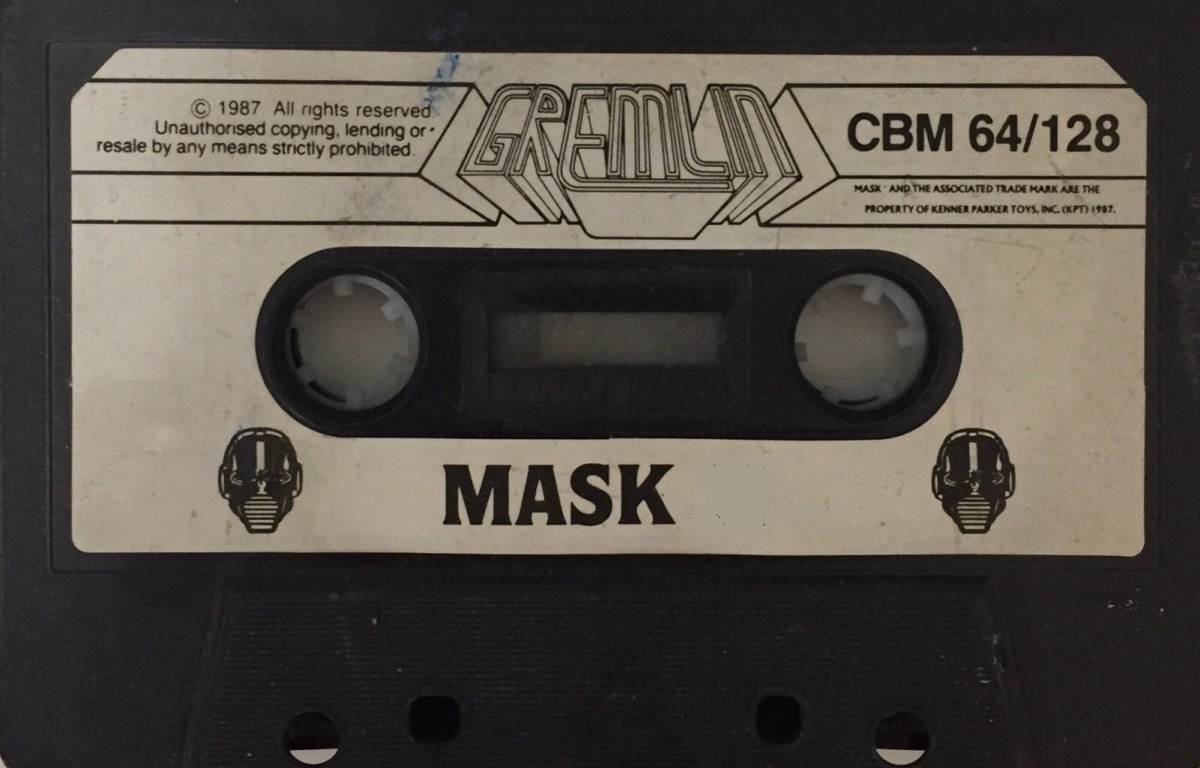 © 1987 All rights reserved
Unauthorised copying, lending or
resale by any means strictly prohibited.
GREMLIN
CBM 64/128
MASK AND THE ASSOCIATED TRADE MARK ARE THE
PROPERTY OF KENNER PARKER TOYS, INC. (KPT) 1987.
MASK